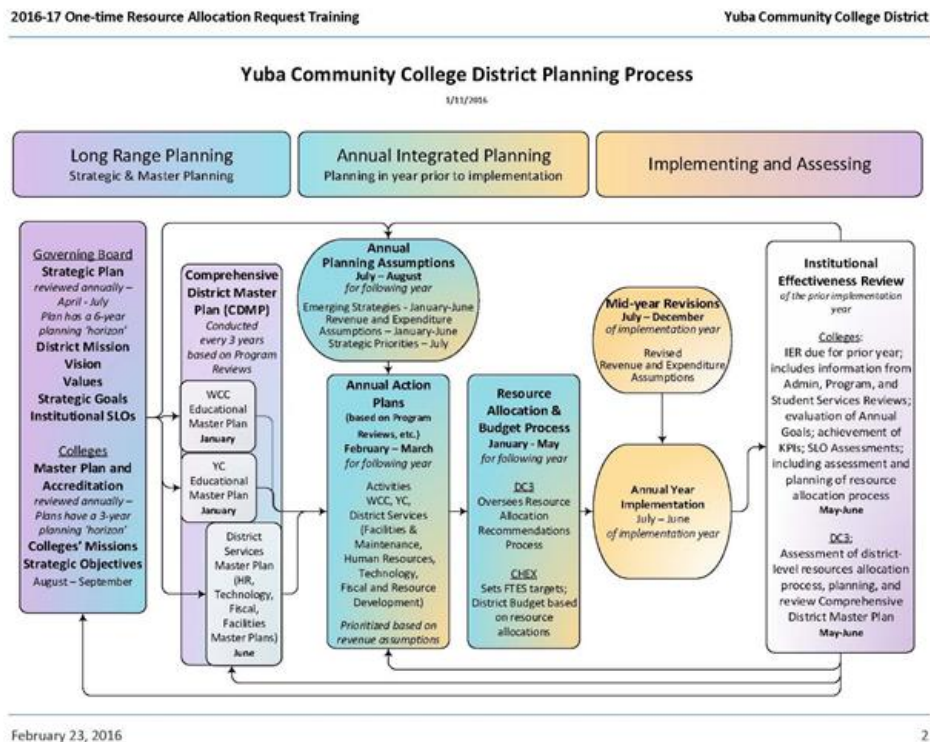 2016-17 One-time Resource Allocation Request Training
Yuba Community College District
Yuba Community College District Planning Process
1/11/2016
Long Range Planning
Strategic & Master Planning
Annual Integrated Planning
Planning in year prior to implementation
Implementing and Assessing
Governing Board
Strategic Plan
reviewed annually –
April - July
Plan has a 6-year
planning 'horizon'
District Mission
Vision
Values
Strategic Goals
Institutional SLOs
Colleges
Master Plan and
Accreditation
reviewed annually –
Plans have a 3-year
planning 'horizon'
Colleges' Missions
Strategic Objectives
August – September
Comprehensive
District Master
Plan (CDMP)
Conducted
every 3 years
based on Program
Reviews
WCC
Educational
Master Plan
January
YC
Educational
Master Plan
January
District
Services
Master Plan
(HR,
Technology,
Fiscal,
Facilities
Master Plans)
June
Annual
Planning Assumptions
July – August
for following year
Emerging Strategies - January-June
Revenue and Expenditure
Assumptions – January-June
Strategic Priorities – July
Annual Action
Plans
(based on Program
Reviews, etc.)
February – March
for following year
Activities
WCC, YC,
District Services
(Facilities &
Maintenance,
Human Resources,
Technology,
Fiscal and Resource
Development)
Prioritized based on
revenue assumptions
Resource
Allocation &
Budget Process
January - May
for following year
DC3
Oversees Resource
Allocation
Recommendations
Process
CHEX
Sets FTES targets;
District Budget based
on resource
allocations
Mid-year Revisions
July – December
of implementation year
Revised
Revenue and Expenditure
Assumptions
Annual Year
Implementation
July – June
of implementation year
Institutional
Effectiveness Review
of the prior implementation
year
Colleges:
IER due for prior year;
includes information from
Admin, Program, and
Student Services Reviews;
evaluation of Annual
Goals; achievement of
KPIs; SLO Assessments;
including assessment and
planning of resource
allocation process
May-June
DC3:
Assessment of district-
level resources allocation
process, planning, and
review Comprehensive
District Master Plan
May-June
February 23, 2016
2